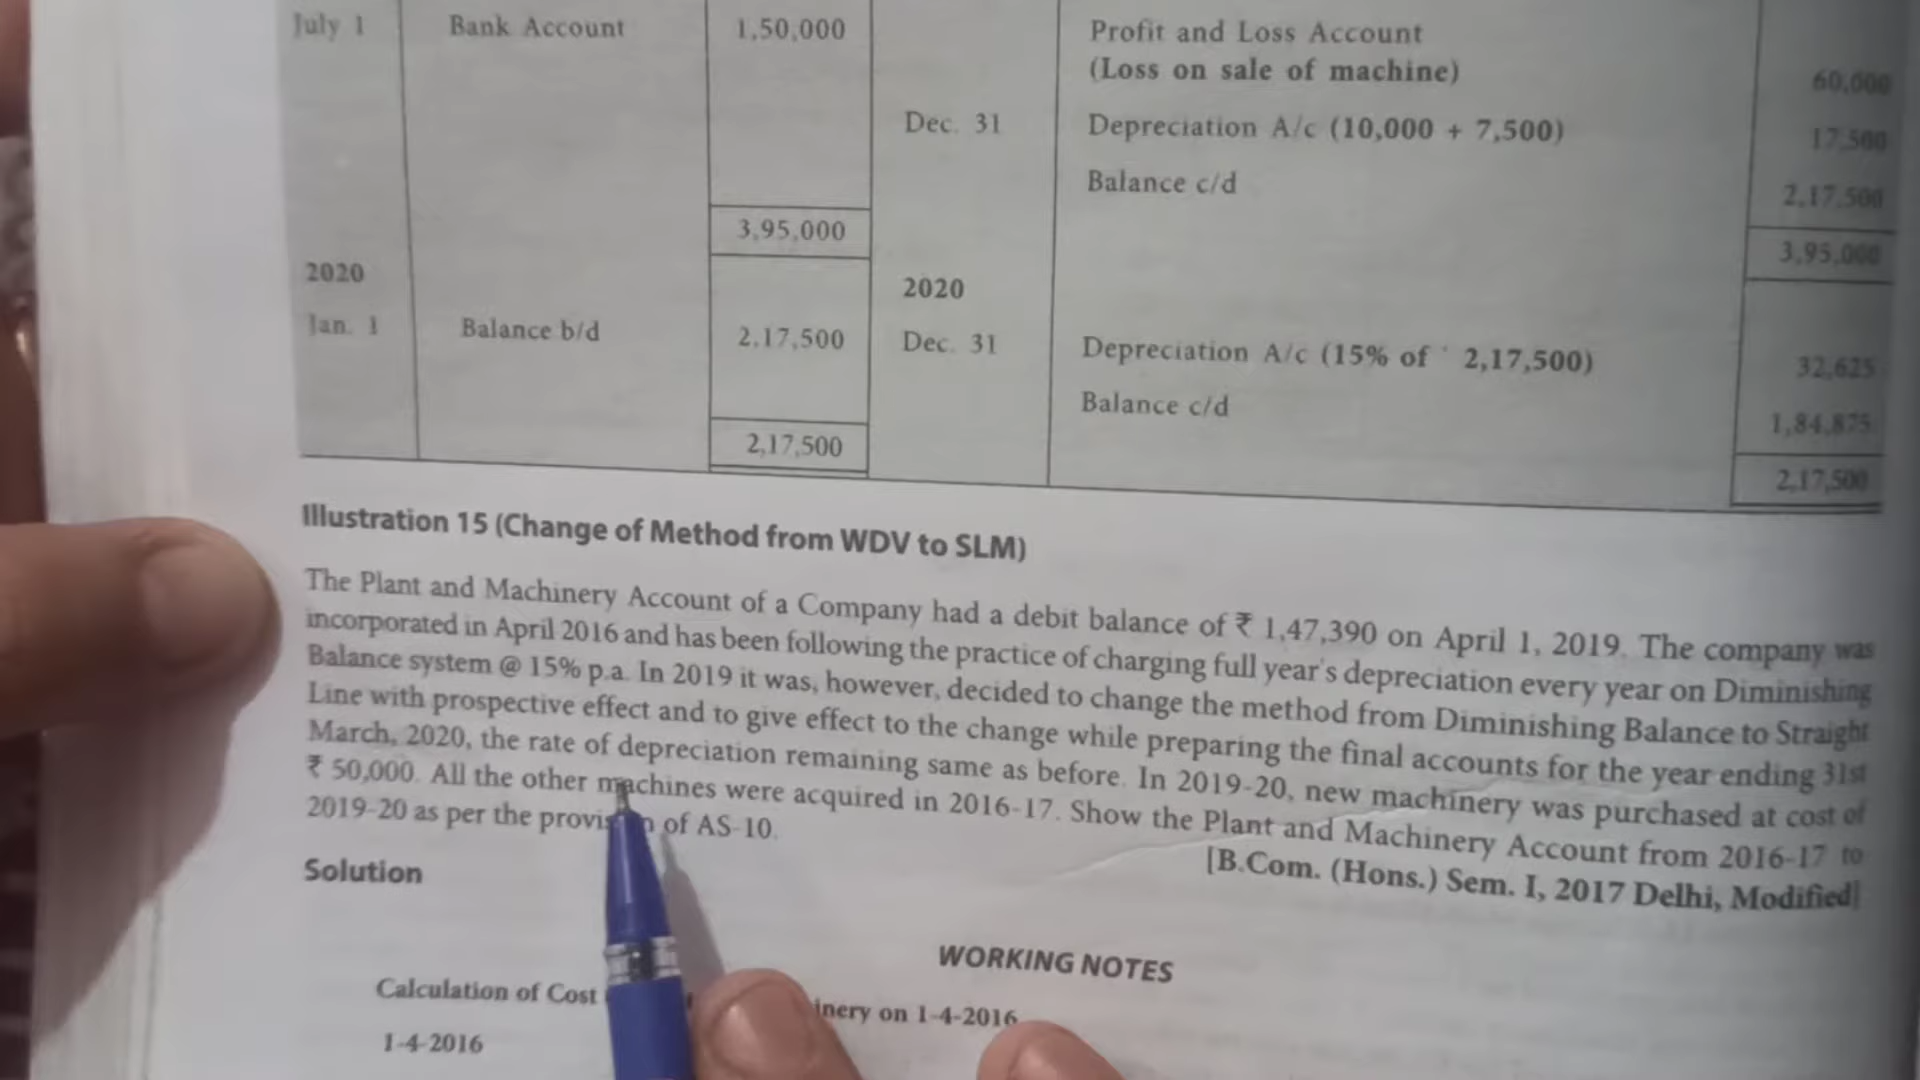 July 1 Bank Account 1,50,000 Profit and Loss Account
(Loss on sale of machine) 60,000
Dec. 31 Depreciation A/c (10,000 + 7,500) 17,500
Balance c/d 2,17,500
3,95,000 3,95,000
2020 2020
Jan. 1 Balance b/d 2,17,500 Dec. 31 Depreciation A/c (15% of ` 2,17,500) 32,625
Balance c/d 1,84,875
2,17,500 2,17,500
Illustration 15 (Change of Method from WDV to SLM)
The Plant and Machinery Account of a Company had a debit balance of ₹ 1,47,390 on April 1, 2019. The company was
incorporated in April 2016 and has been following the practice of charging full year's depreciation every year on Diminishing
Balance system @ 15% p.a. In 2019 it was, however, decided to change the method from Diminishing Balance to Straight
Line with prospective effect and to give effect to the change while preparing the final accounts for the year ending 31st
March, 2020, the rate of depreciation remaining same as before. In 2019-20, new machinery was purchased at cost of
₹ 50,000. All the other machines were acquired in 2016-17. Show the Plant and Machinery Account from 2016-17 to
2019-20 as per the of AS-10.
[B.Com. (Hons.) Sem. I, 2017 Delhi, Modified]
Solution
WORKING NOTES
Calculation of Cost on 1-4-2016
1-4-2016